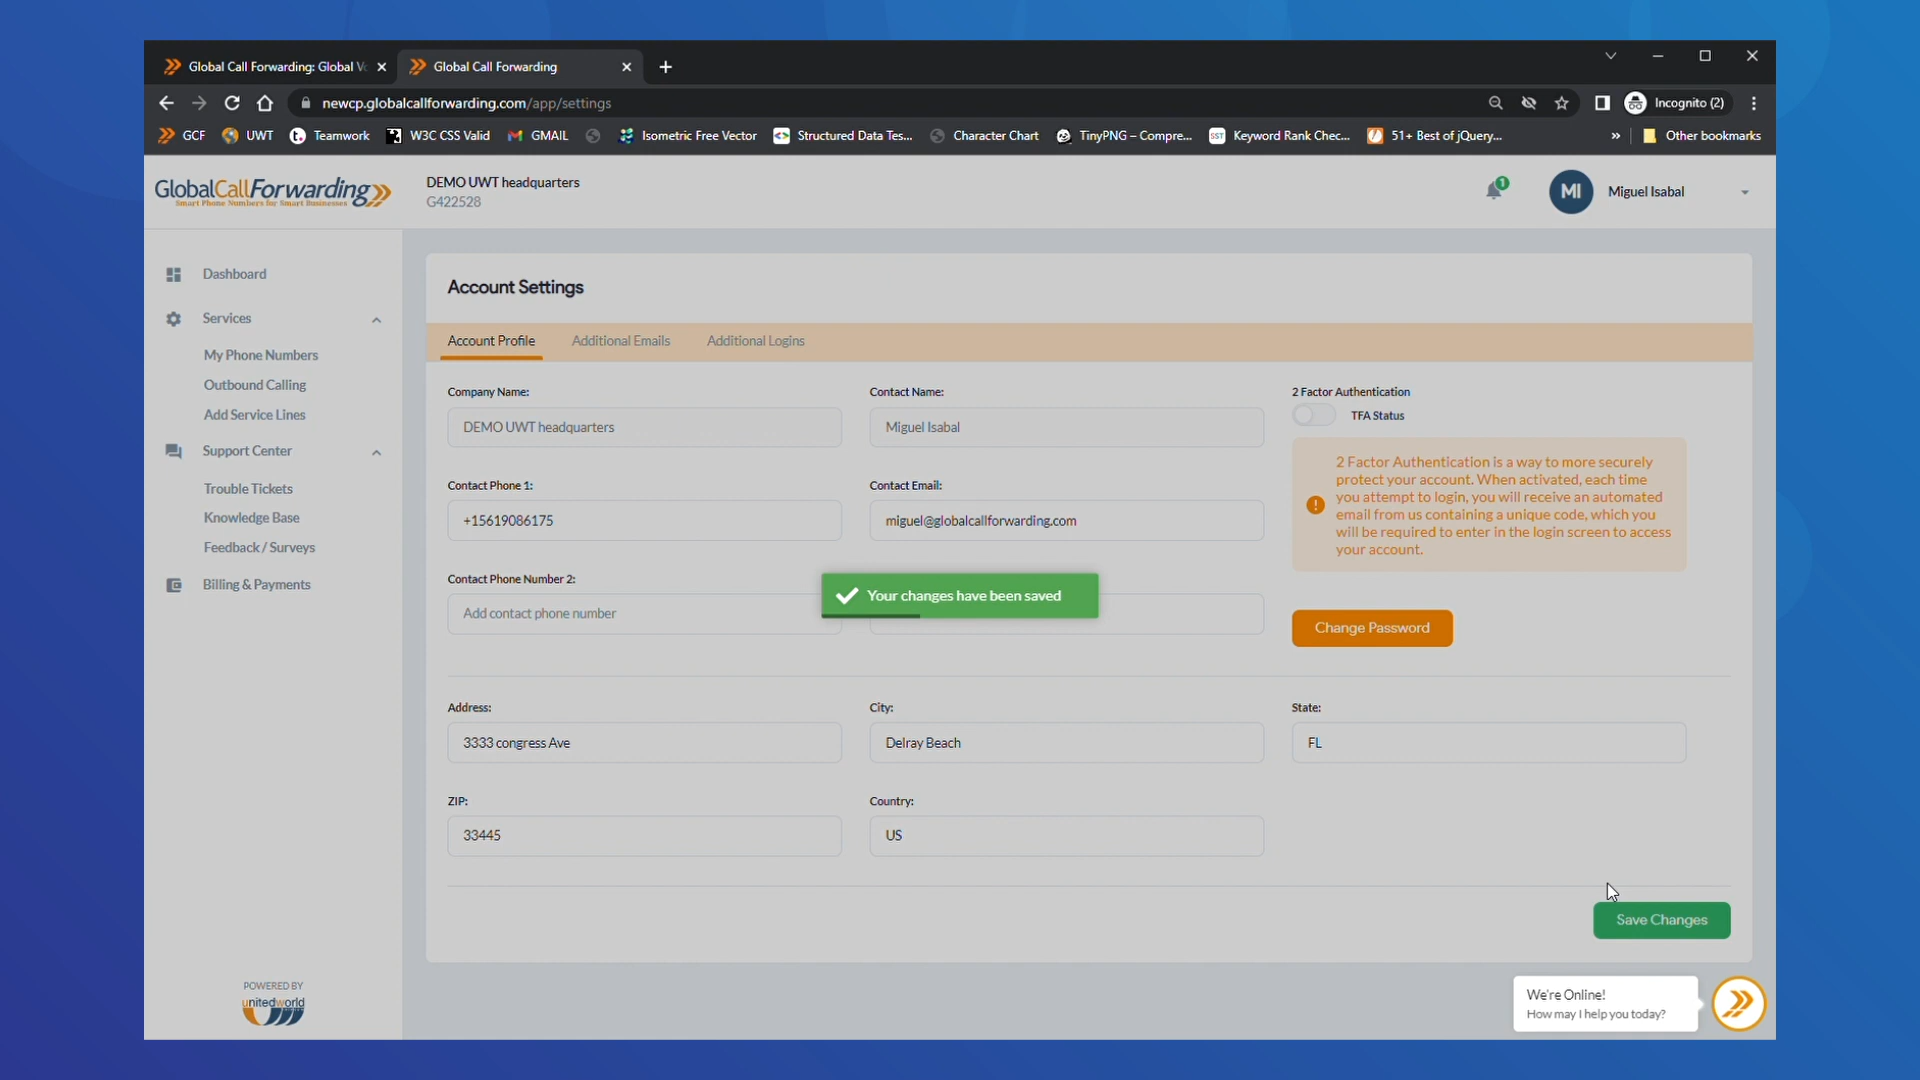 Global Call Forwarding: Global Vo
Global Call Forwarding
newcp.globalcallforwarding.com/app/settings
Incognito (2)
GCF
UWT
Teamwork
W3C CSS Valid
GMAIL
Isometric Free Vector
Structured Data Tes...
Character Chart
TinyPNG – Compre...
Keyword Rank Chec...
51+ Best of jQuery...
»
Other bookmarks
GlobalCallForwarding
Smart Phone Numbers for Smart Businesses
DEMO UWT headquarters
G422528
1
MI
Miguel Isabal
Dashboard
Services
My Phone Numbers
Outbound Calling
Add Service Lines
Support Center
Trouble Tickets
Knowledge Base
Feedback / Surveys
Billing & Payments
POWERED BY
unitedworld
Account Settings
Account Profile
Additional Emails
Additional Logins
Company Name:
DEMO UWT headquarters
Contact Name:
Miguel Isabal
2 Factor Authentication
TFA Status
2 Factor Authentication is a way to more securely
protect your account. When activated, each time
you attempt to login, you will receive an automated
email from us containing a unique code, which you
will be required to enter in the login screen to access
your account.
Contact Phone 1:
+15619086175
Contact Email:
miguel@globalcallforwarding.com
Contact Phone Number 2:
Add contact phone number
Your changes have been saved
Change Password
Address:
3333 congress Ave
City:
Delray Beach
State:
FL
ZIP:
33445
Country:
US
Save Changes
We're Online!
How may I help you today?